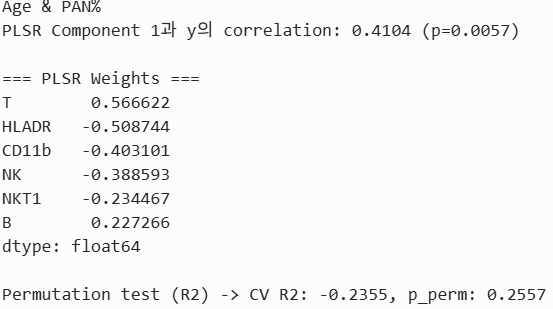 Age & PAN%
PLSR Component 1과 y의 correlation: 0.4104 (p=0.0057)
=== PLSR Weights ===
T 0.566622
HLADR -0.508744
CD11b -0.403101
NK -0.388593
NKT1 -0.234467
B 0.227266
dtype: float64
Permutation test (R2) -> CV R2: -0.2355, p_perm: 0.2557